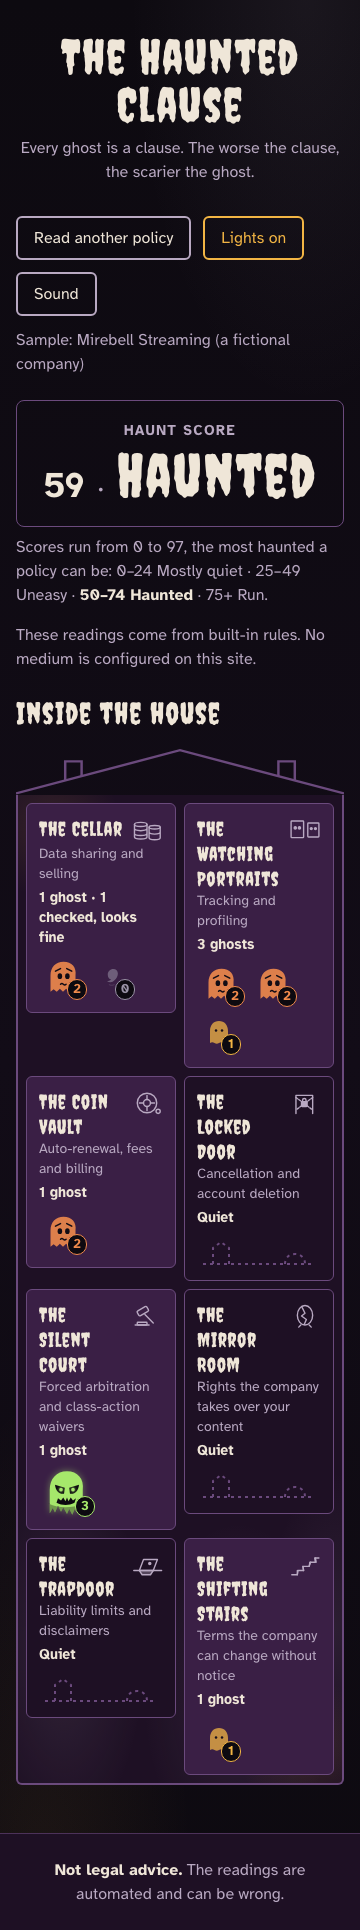 THE HAUNTED
CLAUSE
Every ghost is a clause. The worse the clause,
the scarier the ghost.
Read another policy
Lights on
Sound
Sample: Mirebell Streaming (a fictional
company)
HAUNT SCORE
59 · HAUNTED
Scores run from 0 to 97, the most haunted a
policy can be: 0–24 Mostly quiet · 25–49
Uneasy · 50–74 Haunted · 75+ Run.
These readings come from built-in rules. No
medium is configured on this site.
INSIDE THE HOUSE
THE CELLAR
Data sharing and
selling
1 ghost · 1
checked, looks
fine
2
0
THE
WATCHING
PORTRAITS
Tracking and
profiling
3 ghosts
2
2
1
THE COIN
VAULT
Auto-renewal, fees
and billing
1 ghost
2
THE
LOCKED
DOOR
Cancellation and
account deletion
Quiet
THE
SILENT
COURT
Forced arbitration
and class-action
waivers
1 ghost
3
THE
MIRROR
ROOM
Rights the company
takes over your
content
Quiet
THE
TRAPDOOR
Liability limits and
disclaimers
Quiet
THE
SHIFTING
STAIRS
Terms the company
can change without
notice
1 ghost
1
Not legal advice. The readings are
automated and can be wrong.